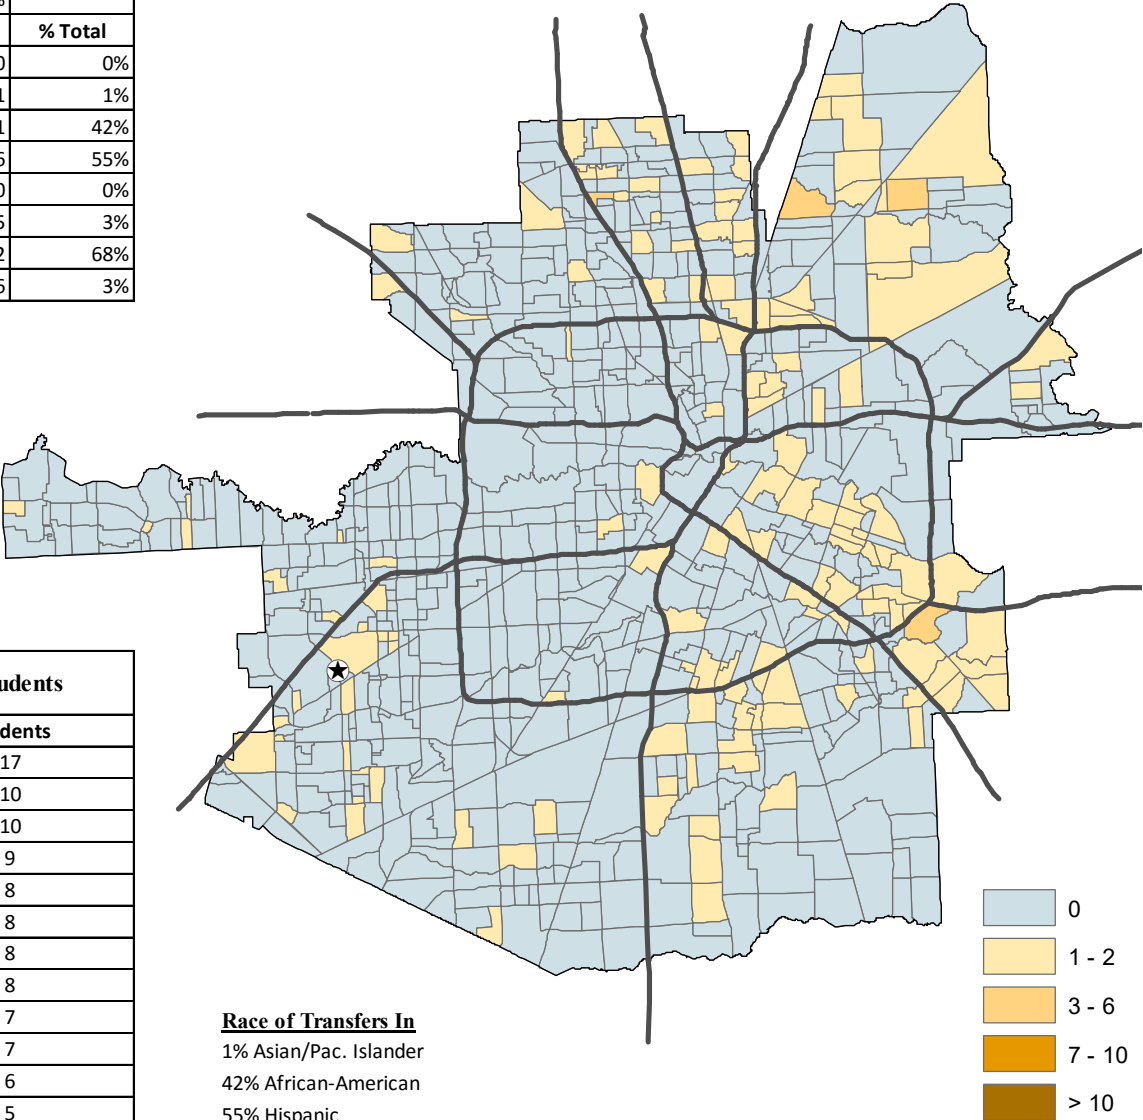 % Total
0%
1%
42%
55%
0%
3%
68%
3%
17
10
10
9
8
8
8
8
7
7
6
5
Race of Transfers In
1% Asian/Pac. Islander
42% African-American
55% Hispanic
0
1 - 2
3 - 6
7 - 10
> 10